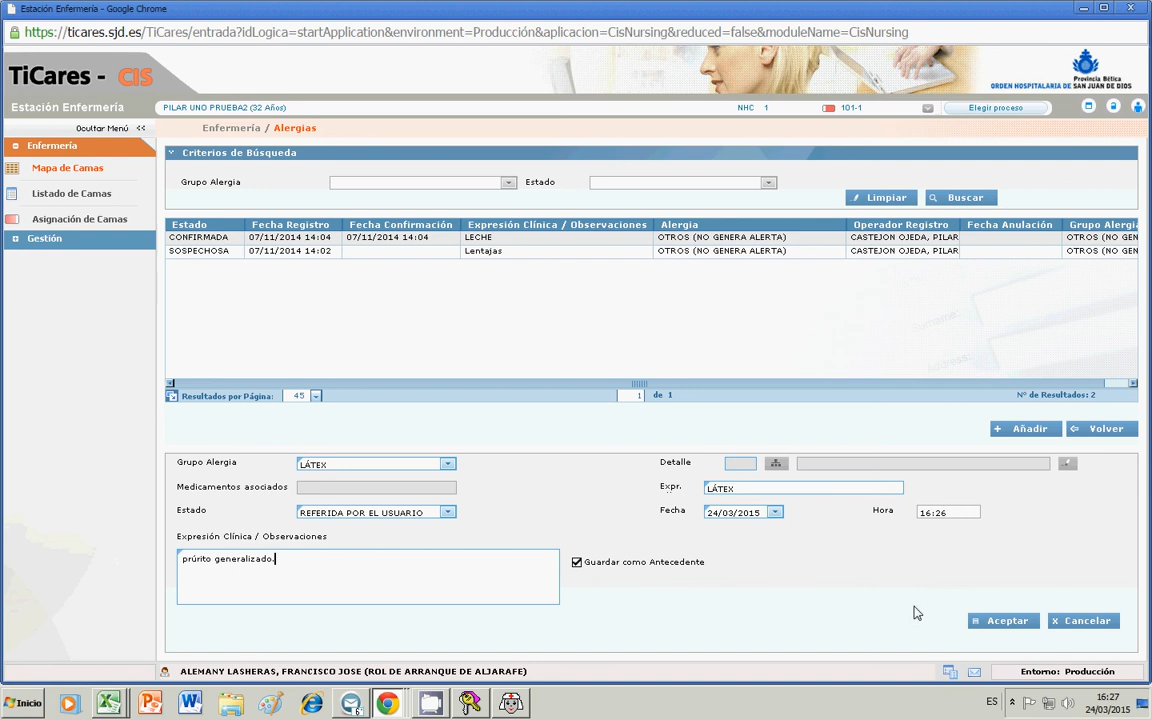 Estación Enfermería - Google Chrome
https://ticares.sjd.es/TiCares/entrada?idLogica=startApplication&environment=Producción&aplicacion=CisNursing&reduced=false&moduleName=CisNursing
TiCares - CIS
Provincia Bética
ORDEN HOSPITALARIA DE SAN JUAN DE DIOS
Estación Enfermería
PILAR UNO PRUEBA2 (32 Años)
NHC 1
101-1
Elegir proceso
Ocultar Menú <<
Enfermería / Alergias
Enfermería
Mapa de Camas
Listado de Camas
Asignación de Camas
Gestión
Criterios de Búsqueda
Grupo Alergia
Estado
Limpiar
Buscar
Estado Fecha Registro Fecha Confirmación Expresión Clínica / Observaciones Alergia Operador Registro Fecha Anulación Grupo Alergia
CONFIRMADA 07/11/2014 14:04 07/11/2014 14:04 LECHE OTROS (NO GENERA ALERTA) CASTEJON OJEDA, PILAR OTROS (NO GEN
SOSPECHOSA 07/11/2014 14:02 Lentajas OTROS (NO GENERA ALERTA) CASTEJON OJEDA, PILAR OTROS (NO GEN
Resultados por Página: 45
1 de 1
Nº de Resultados: 2
+ Añadir
Volver
Grupo Alergia LÁTEX
Detalle
Medicamentos asociados
Expr. LÁTEX
Estado REFERIDA POR EL USUARIO
Fecha 24/03/2015
Hora 16:26
Expresión Clínica / Observaciones
prúrito generalizado.
Guardar como Antecedente
Aceptar
X Cancelar
ALEMANY LASHERAS, FRANCISCO JOSE (ROL DE ARRANQUE DE ALJARAFE)
Entorno: Producción
Inicio
ES
16:27
24/03/2015